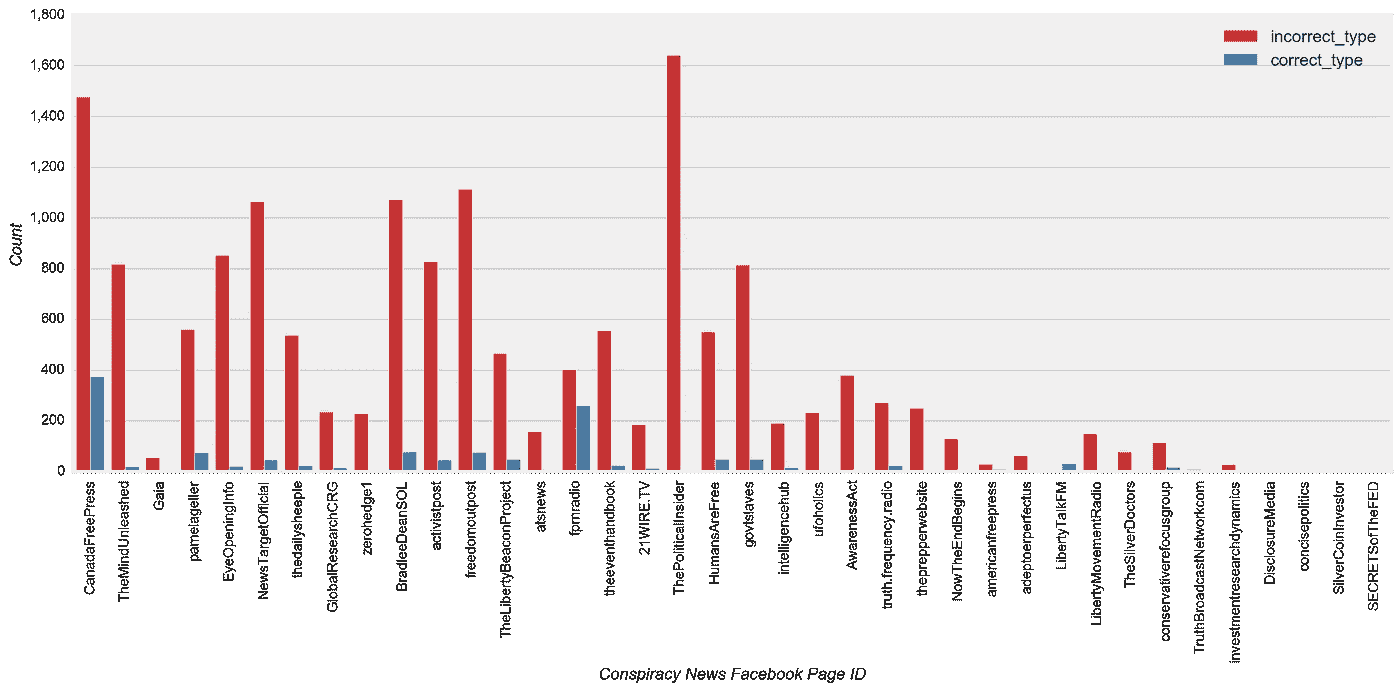 1,800
1,600
1,400
1,200
1,000
800
600
400
200
0
Count
incorrect_type
correct_type
CanadaFreePress
TheMindUnleashed
Gaia
pamelageller
EyeOpeningInfo
NewsTargetOfficial
thedailysheeple
GlobalResearchCRG
zerohedge1
BradleeDeanSOL
activistpost
freedomoutpost
TheLibertyBeaconProject
atsnews
fpmradio
theeventhandbook
21WIRE.TV
ThePoliticalInsider
HumansAreFree
govtslaves
intelligencehub
ufoholics
AwarenessAct
truth.frequency.radio
theprepperwebsite
NowTheEndBegins
americanfreepress
adeptoerperfectus
LibertyTalkFM
LibertyMovementRadio
TheSilverDoctors
conservativerefocusgroup
TruthBroadcastNetworkcom
investmentresearchdynamics
DisclosureMedia
concisepolitics
SilverCoinInvestor
SECRETSofTheFED
Conspiracy News Facebook Page ID